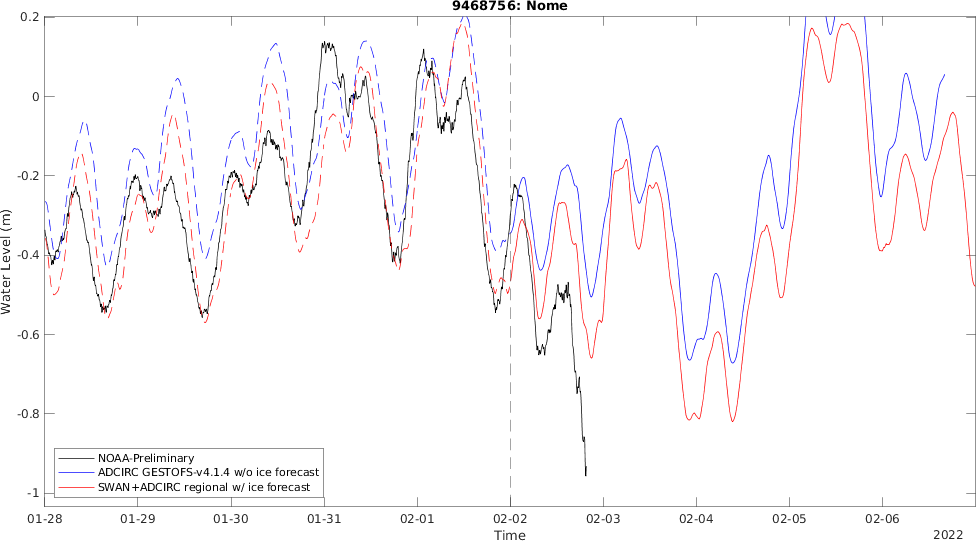 9468756: Nome
0.2
0
-0.2
-0.4
-0.6
-0.8
-1
Water Level (m)
NOAA-Preliminary
ADCIRC GESTOFS-v4.1.4 w/o ice forecast
SWAN+ADCIRC regional w/ ice forecast
01-28 01-29 01-30 01-31 02-01 02-02 02-03 02-04 02-05 02-06
Time
2022